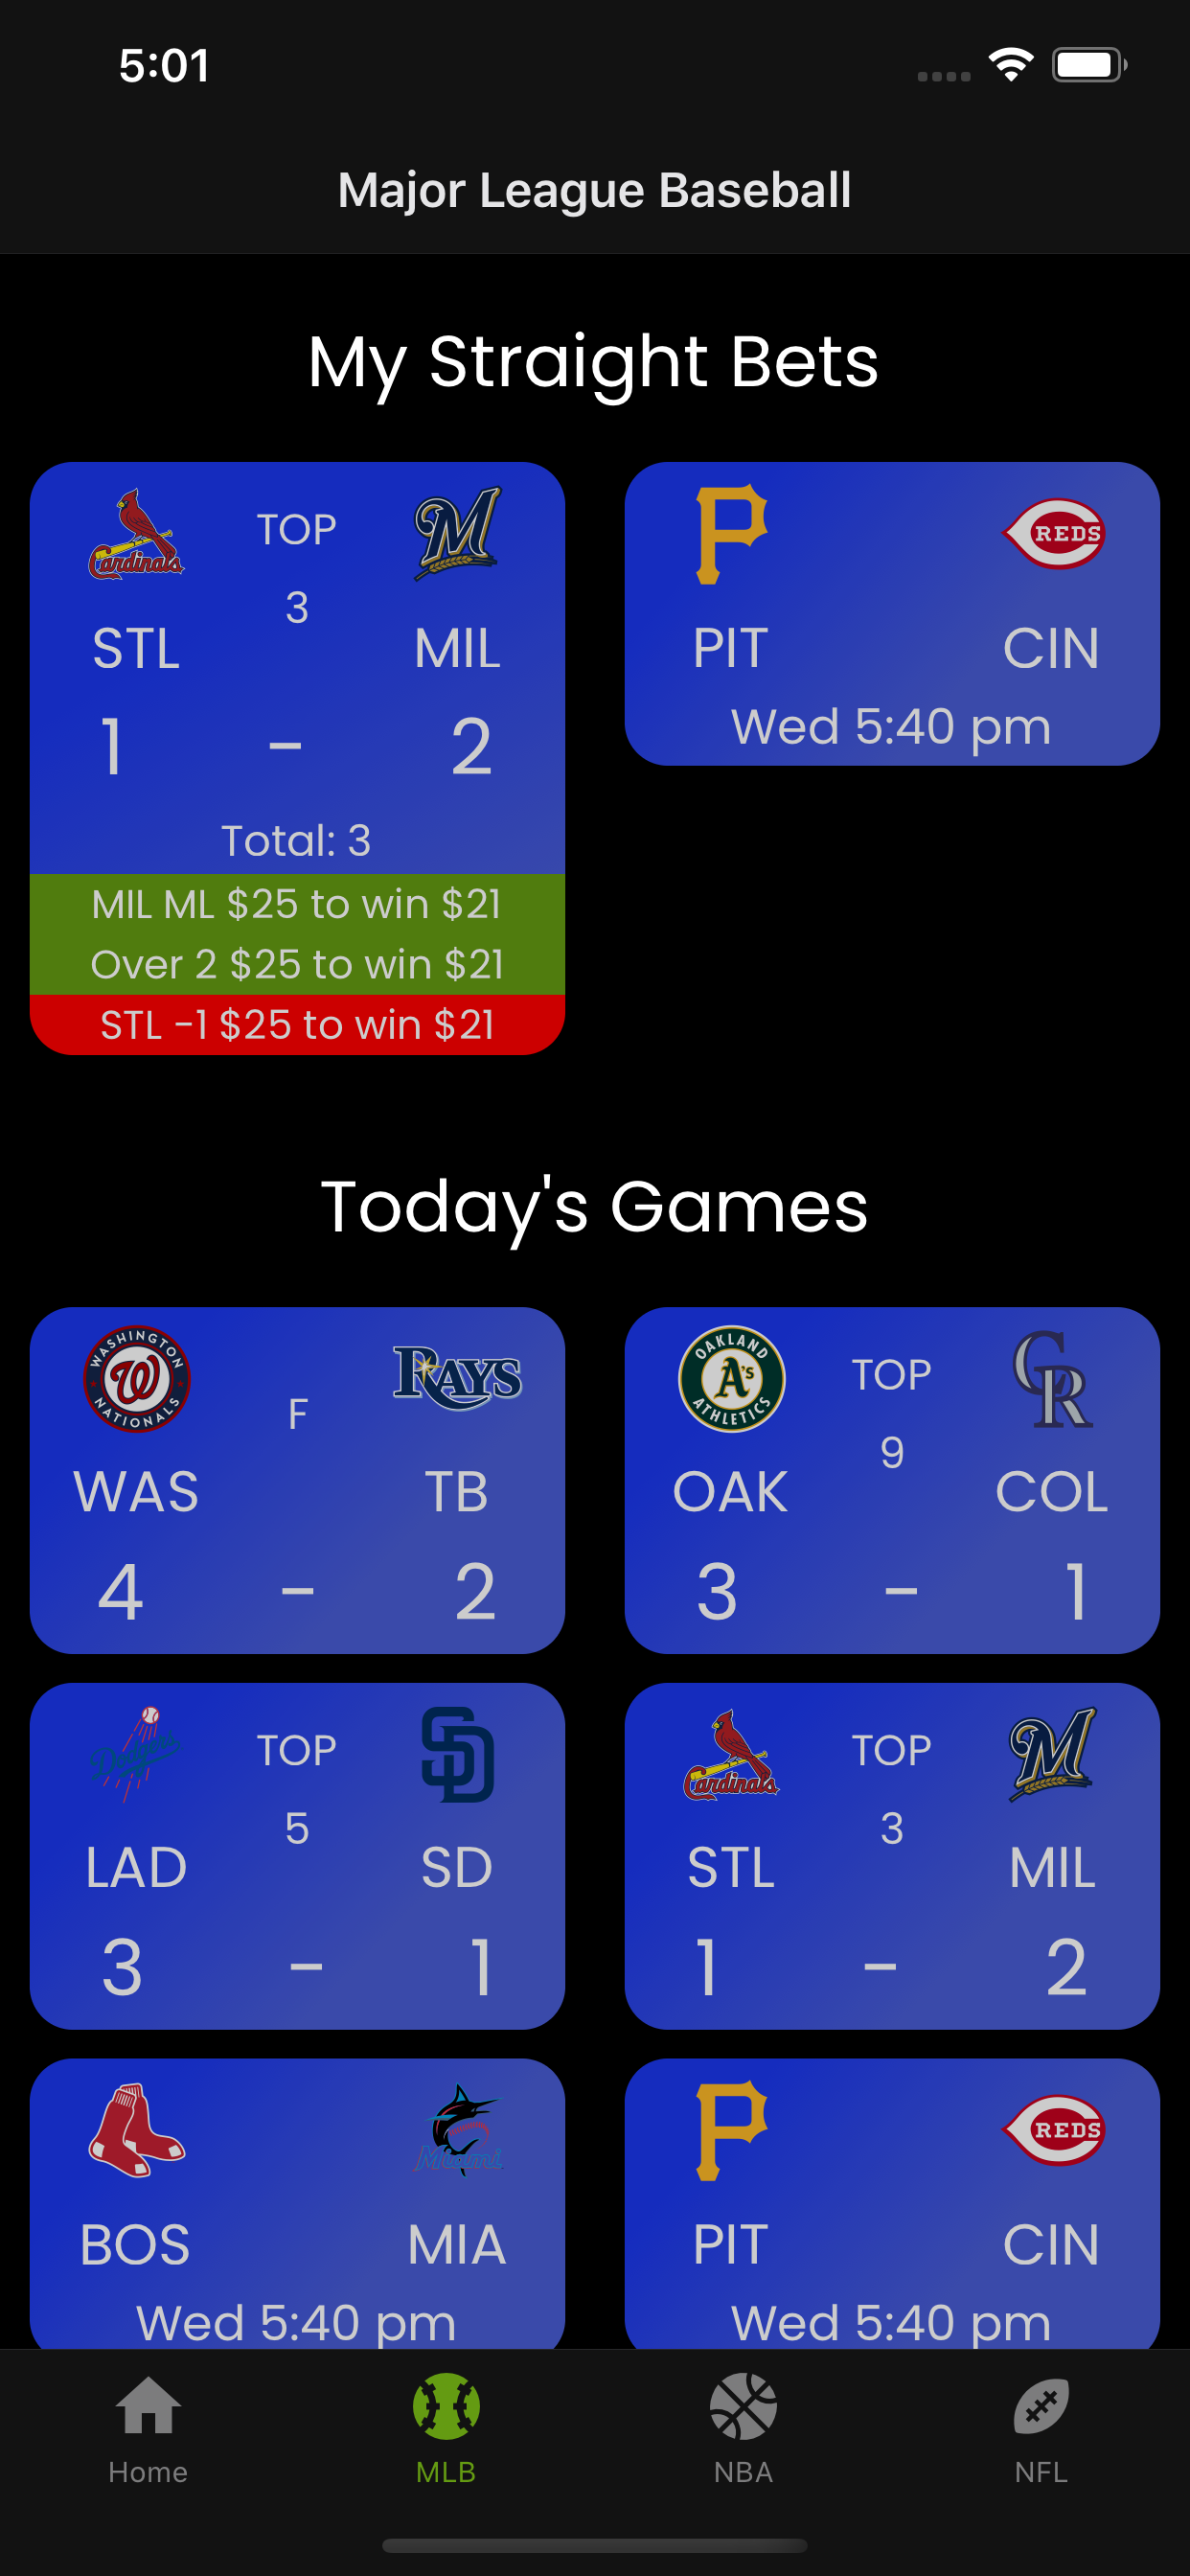 5:01
Major League Baseball
My Straight Bets
Cardinals
TOP
M
3
STL
MIL
1 - 2
Total: 3
MIL ML $25 to win $21
Over 2 $25 to win $21
STL -1 $25 to win $21
P
REDS
PIT
CIN
Wed 5:40 pm
Today's Games
WASHINGTON
W
NATIONALS
F
RAYS
WAS
TB
4 - 2
OAKLAND
A's
ATHLETICS
TOP
CR
9
OAK
COL
3 - 1
Dodgers
TOP
SD
5
LAD
SD
3 - 1
Cardinals
TOP
M
3
STL
MIL
1 - 2
Miami
BOS
MIA
Wed 5:40 pm
P
REDS
PIT
CIN
Wed 5:40 pm
Home
MLB
NBA
NFL